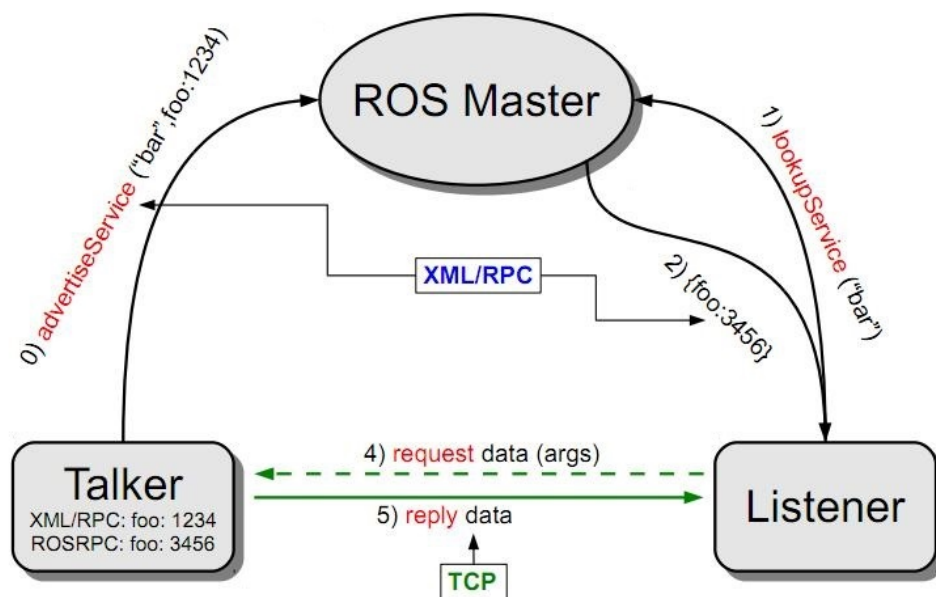 ROS Master
0) advertiseService (“bar”,foo:1234)
1) lookupService (“bar”)
2) {foo:3456}
XML/RPC
Talker
XML/RPC: foo: 1234
ROSRPC: foo: 3456
4) request data (args)
5) reply data
TCP
Listener